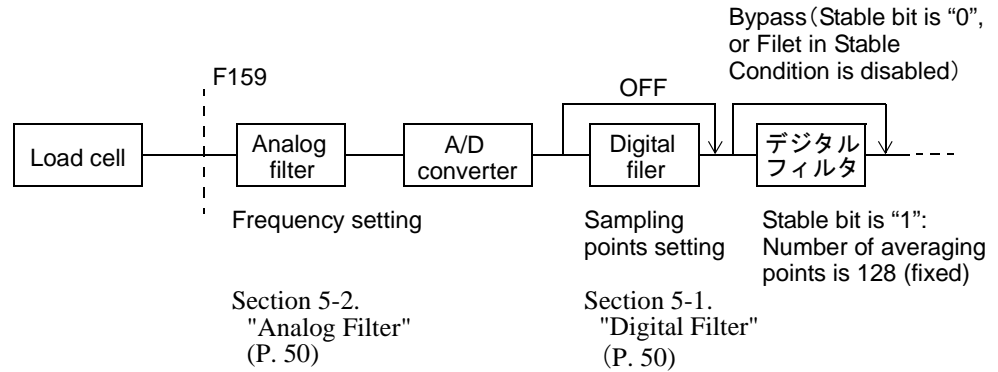 Bypass（Stable bit is “0”,
or Filet in Stable
Condition is disabled）
F159
OFF
Load cell
Analog
filter
A/D
converter
Digital
filer
デジタル
フィルタ
Frequency setting
Sampling
points setting
Stable bit is “1”:
Number of averaging
points is 128 (fixed)
Section 5-2.
"Analog Filter"
(P. 50)
Section 5-1.
"Digital Filter"
（P. 50）